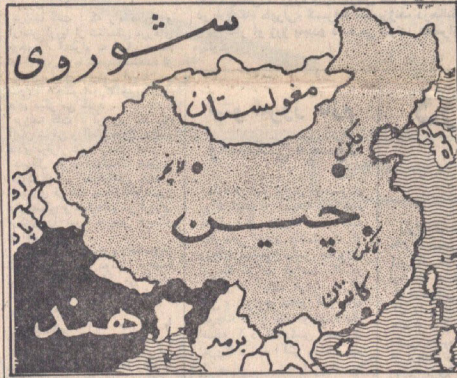 شوروی
مغولستان
پکن
چین
نانکن
کانتون
هند
برمه